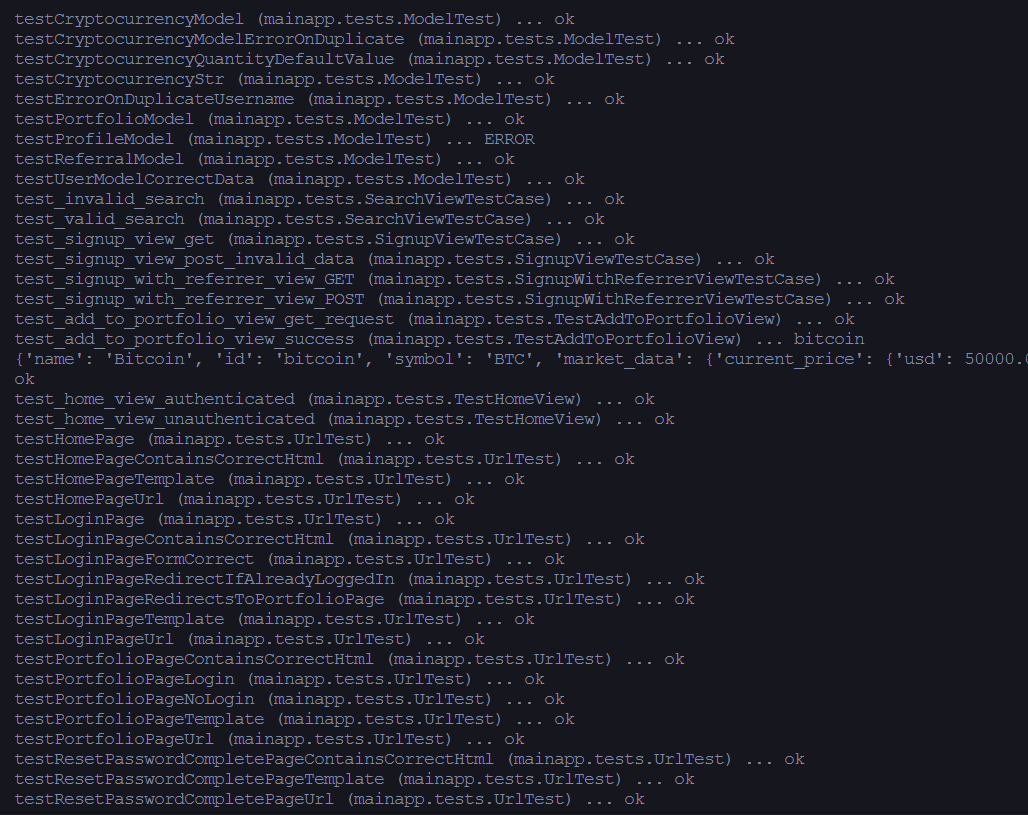 testCryptocurrencyModel (mainapp.tests.ModelTest) ... ok
testCryptocurrencyModelErrorOnDuplicate (mainapp.tests.ModelTest) ... ok
testCryptocurrencyQuantityDefaultValue (mainapp.tests.ModelTest) ... ok
testCryptocurrencyStr (mainapp.tests.ModelTest) ... ok
testErrorOnDuplicateUsername (mainapp.tests.ModelTest) ... ok
testPortfolioModel (mainapp.tests.ModelTest) ... ok
testProfileModel (mainapp.tests.ModelTest) ... ERROR
testReferralModel (mainapp.tests.ModelTest) ... ok
testUserModelCorrectData (mainapp.tests.ModelTest) ... ok
test_invalid_search (mainapp.tests.SearchViewTestCase) ... ok
test_valid_search (mainapp.tests.SearchViewTestCase) ... ok
test_signup_view_get (mainapp.tests.SignupViewTestCase) ... ok
test_signup_view_post_invalid_data (mainapp.tests.SignupViewTestCase) ... ok
test_signup_with_referrer_view_GET (mainapp.tests.SignupWithReferrerViewTestCase) ... ok
test_signup_with_referrer_view_POST (mainapp.tests.SignupWithReferrerViewTestCase) ... ok
test_add_to_portfolio_view_get_request (mainapp.tests.TestAddToPortfolioView) ... ok
test_add_to_portfolio_view_success (mainapp.tests.TestAddToPortfolioView) ... bitcoin
{'name': 'Bitcoin', 'id': 'bitcoin', 'symbol': 'BTC', 'market_data': {'current_price': {'usd': 50000.
ok
test_home_view_authenticated (mainapp.tests.TestHomeView) ... ok
test_home_view_unauthenticated (mainapp.tests.TestHomeView) ... ok
testHomePage (mainapp.tests.UrlTest) ... ok
testHomePageContainsCorrectHtml (mainapp.tests.UrlTest) ... ok
testHomePageTemplate (mainapp.tests.UrlTest) ... ok
testHomePageUrl (mainapp.tests.UrlTest) ... ok
testLoginPage (mainapp.tests.UrlTest) ... ok
testLoginPageContainsCorrectHtml (mainapp.tests.UrlTest) ... ok
testLoginPageFormCorrect (mainapp.tests.UrlTest) ... ok
testLoginPageRedirectIfAlreadyLoggedIn (mainapp.tests.UrlTest) ... ok
testLoginPageRedirectsToPortfolioPage (mainapp.tests.UrlTest) ... ok
testLoginPageTemplate (mainapp.tests.UrlTest) ... ok
testLoginPageUrl (mainapp.tests.UrlTest) ... ok
testPortfolioPageContainsCorrectHtml (mainapp.tests.UrlTest) ... ok
testPortfolioPageLogin (mainapp.tests.UrlTest) ... ok
testPortfolioPageNoLogin (mainapp.tests.UrlTest) ... ok
testPortfolioPageTemplate (mainapp.tests.UrlTest) ... ok
testPortfolioPageUrl (mainapp.tests.UrlTest) ... ok
testResetPasswordCompletePageContainsCorrectHtml (mainapp.tests.UrlTest) ... ok
testResetPasswordCompletePageTemplate (mainapp.tests.UrlTest) ... ok
testResetPasswordCompletePageUrl (mainapp.tests.UrlTest) ... ok